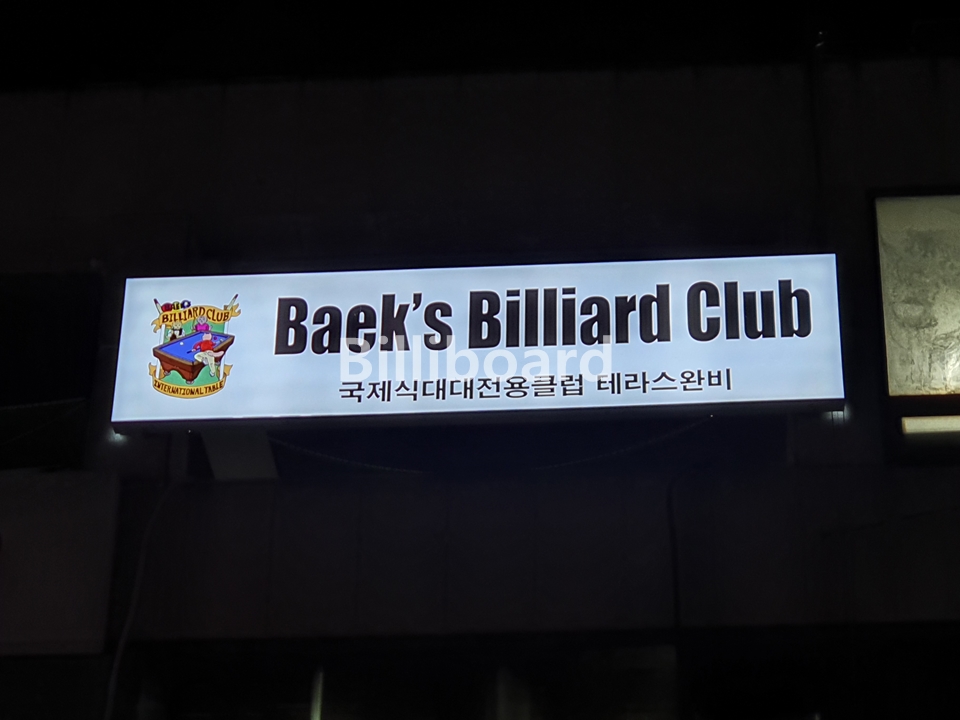 BILLIARD CLUB
INTERNATIONAL TABLE
Baek's Billiard Club
Billiboard
국제식대대전용클럽 테라스완비